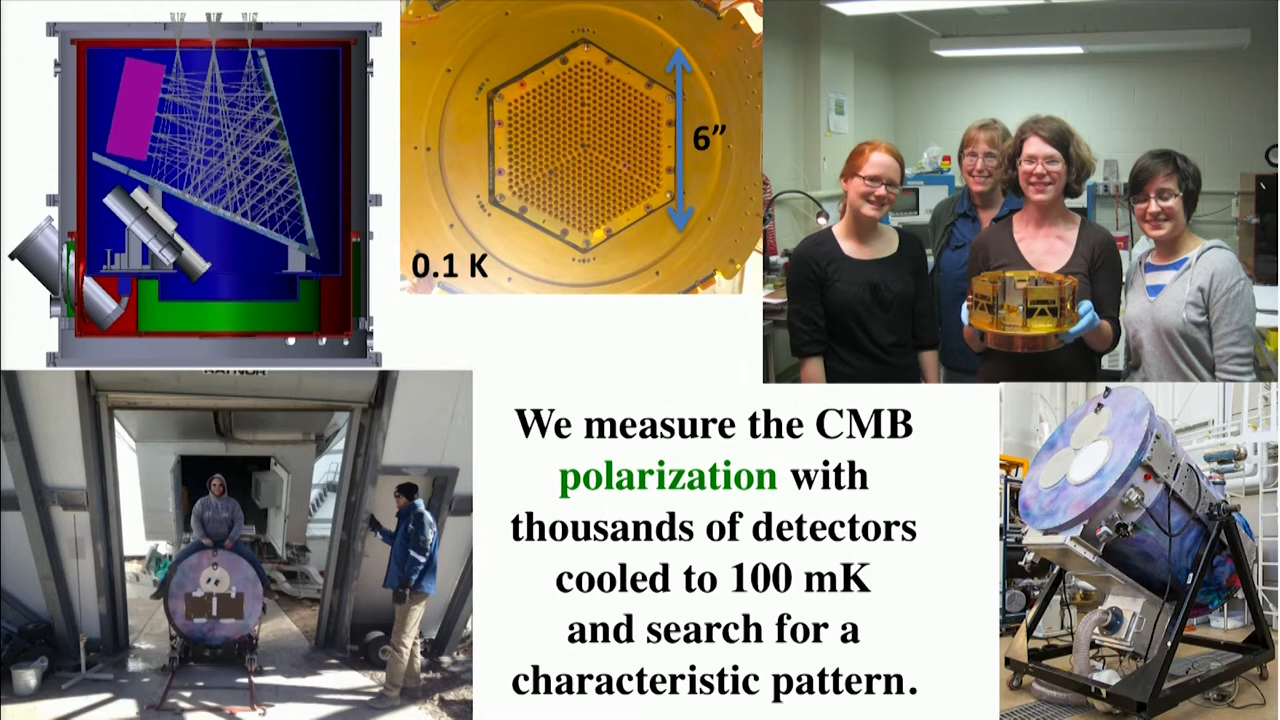 6”
0.1 K
RAYNOR
We measure the CMB
polarization with
thousands of detectors
cooled to 100 mK
and search for a
characteristic pattern.